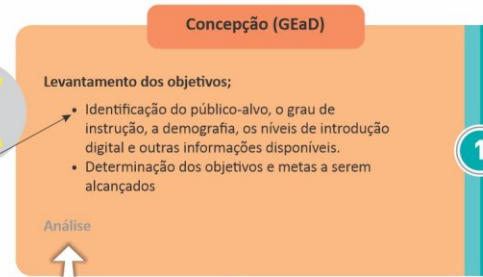 Concepção (GEaD)
Levantamento dos objetivos;
• Identificação do público-alvo, o grau de
instrução, a demografia, os níveis de introdução
digital e outras informações disponíveis.
• Determinação dos objetivos e metas a serem
alcançados
1
Análise